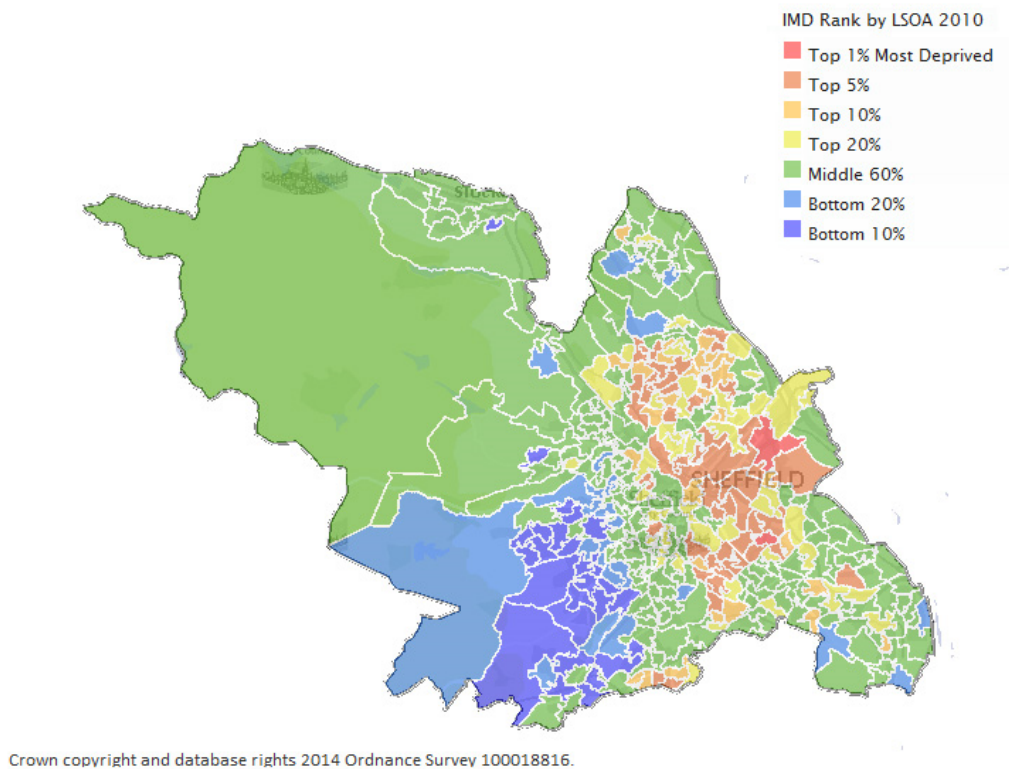 IMD Rank by LSOA 2010
Top 1% Most Deprived
Top 5%
Top 10%
Top 20%
Middle 60%
Bottom 20%
Bottom 10%
SHEFFIELD
Crown copyright and database rights 2014 Ordnance Survey 100018816.